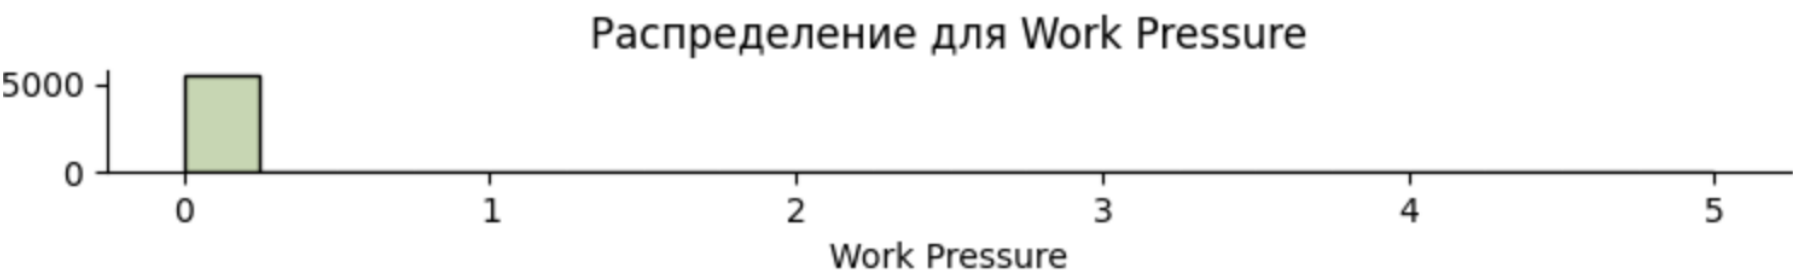 Распределение для Work Pressure
5000
0
0 1 2 3 4 5
Work Pressure